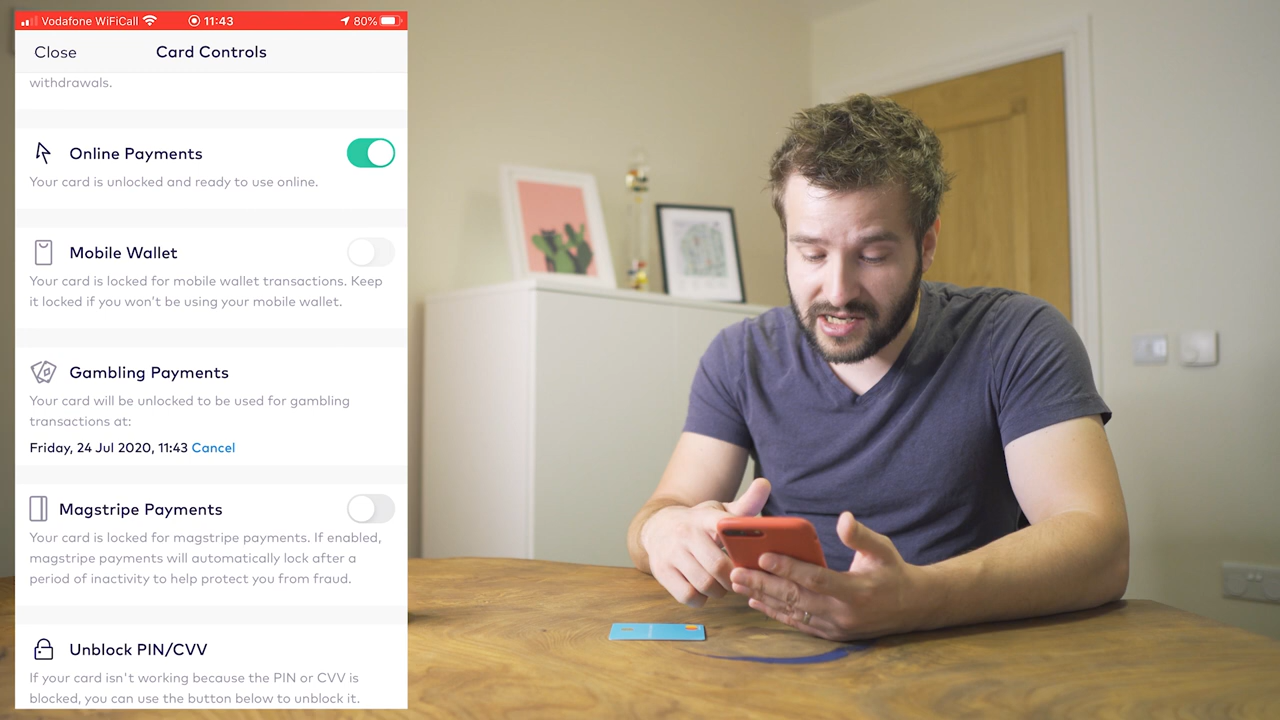 Vodafone WiFiCall 11:43 80%
Close Card Controls
withdrawals.
Online Payments
Your card is unlocked and ready to use online.
Mobile Wallet
Your card is locked for mobile wallet transactions. Keep
it locked if you won't be using your mobile wallet.
Gambling Payments
Your card will be unlocked to be used for gambling
transactions at:
Friday, 24 Jul 2020, 11:43 Cancel
Magstripe Payments
Your card is locked for magstripe payments. If enabled,
magstripe payments will automatically lock after a
period of inactivity to help protect you from fraud.
Unblock PIN/CVV
If your card isn't working because the PIN or CVV is
blocked, you can use the button below to unblock it.